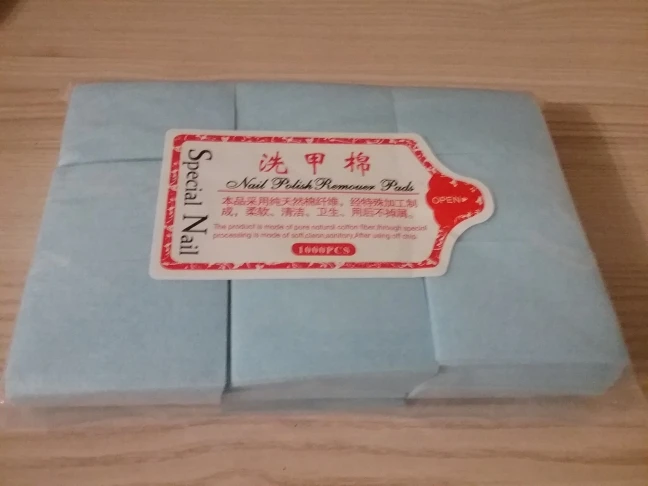 Special Nail
洗甲棉
Nail Polish Remouer Pads
本品采用纯天然棉纤维，经特殊加工制
成，柔软、清洁、卫生、用后不掉屑。
The product is made of pure natural cotton fiber,through special
processing is made of soft,clean,sanitary.After using off chip.
1000PCS
OPEN